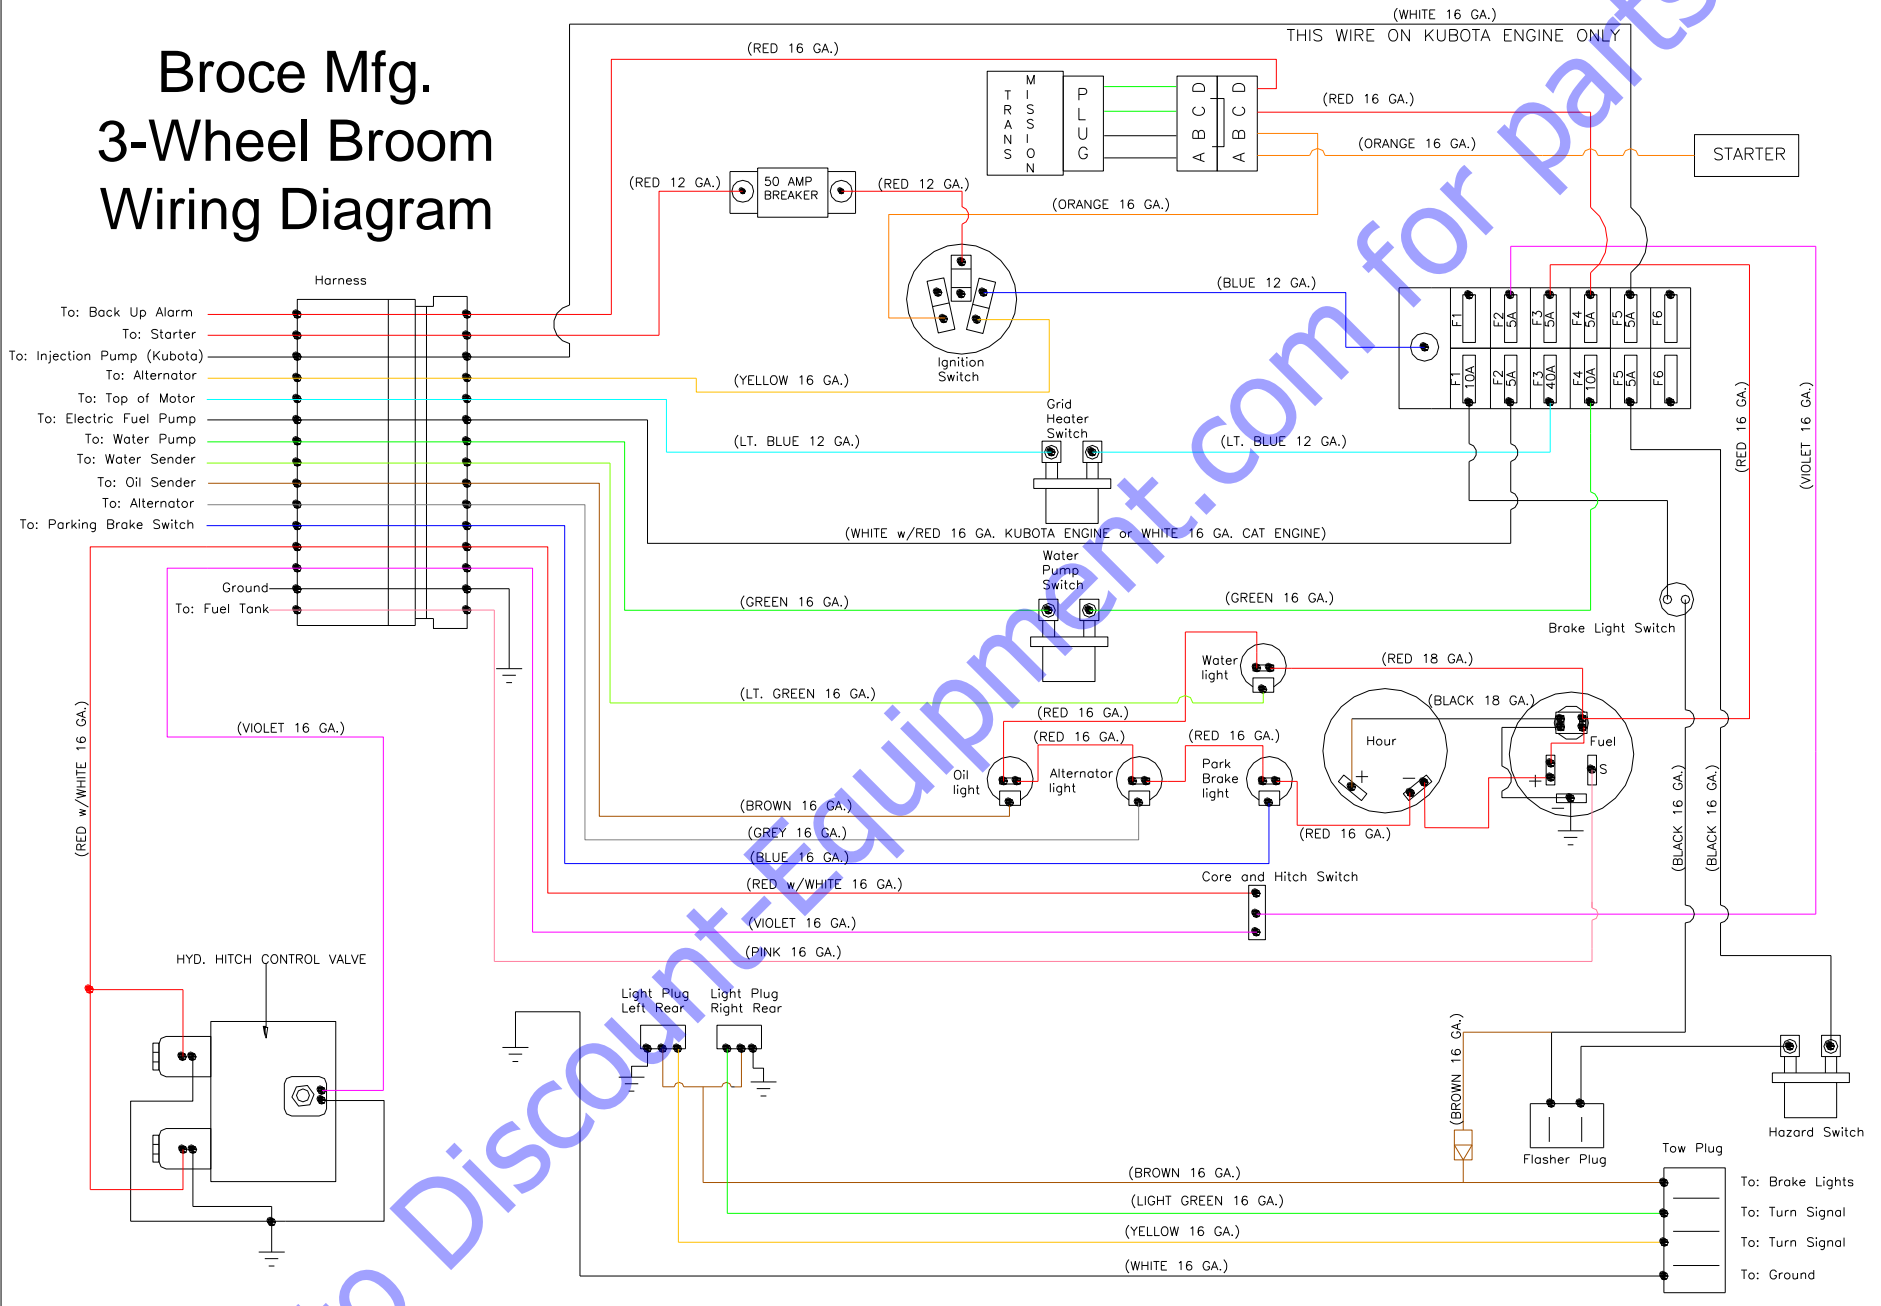 Broce Mfg.
3-Wheel Broom
Wiring Diagram
(WHITE 16 GA.)
THIS WIRE ON KUBOTA ENGINE ONLY
(RED 16 GA.)
TRANS
MISSION
PLUG
A B C D
A B C D
(RED 16 GA.)
(ORANGE 16 GA.)
STARTER
(RED 12 GA.)
50 AMP
BREAKER
(RED 12 GA.)
(ORANGE 16 GA.)
Harness
(BLUE 12 GA.)
Ignition
Switch
F1
F2 5A
F3 5A
F4 5A
F5 5A
F6
F1 10A
F2 5A
F3 40A
F4 10A
F5 5A
F6
To: Back Up Alarm
To: Starter
To: Injection Pump (Kubota)
To: Alternator
To: Top of Motor
To: Electric Fuel Pump
To: Water Pump
To: Water Sender
To: Oil Sender
To: Alternator
To: Parking Brake Switch
Ground
To: Fuel Tank
(YELLOW 16 GA.)
Grid
Heater
Switch
(LT. BLUE 12 GA.)
(LT. BLUE 12 GA.)
(RED 16 GA.)
(VIOLET 16 GA.)
(WHITE w/RED 16 GA. KUBOTA ENGINE or WHITE 16 GA. CAT ENGINE)
Water
Pump
Switch
(GREEN 16 GA.)
(GREEN 16 GA.)
Brake Light Switch
Water
light
(RED 18 GA.)
(LT. GREEN 16 GA.)
(BLACK 18 GA.)
(RED 16 GA.)
(RED 16 GA.)
(RED 16 GA.)
Hour
+
−
Fuel
S
+
−
Oil
light
Alternator
light
Park
Brake
light
(BROWN 16 GA.)
(GREY 16 GA.)
(RED 16 GA.)
(BLUE 16 GA.)
(BLACK 16 GA.)
(BLACK 16 GA.)
(RED w/WHITE 16 GA.)
(VIOLET 16 GA.)
Core and Hitch Switch
(RED w/WHITE 16 GA.)
(VIOLET 16 GA.)
(PINK 16 GA.)
HYD. HITCH CONTROL VALVE
Light Plug
Left Rear
Light Plug
Right Rear
(BROWN 16 GA.)
Flasher Plug
Hazard Switch
Tow Plug
(BROWN 16 GA.)
(LIGHT GREEN 16 GA.)
(YELLOW 16 GA.)
(WHITE 16 GA.)
To: Brake Lights
To: Turn Signal
To: Turn Signal
To: Ground
to Discount-Equipment.com for parts